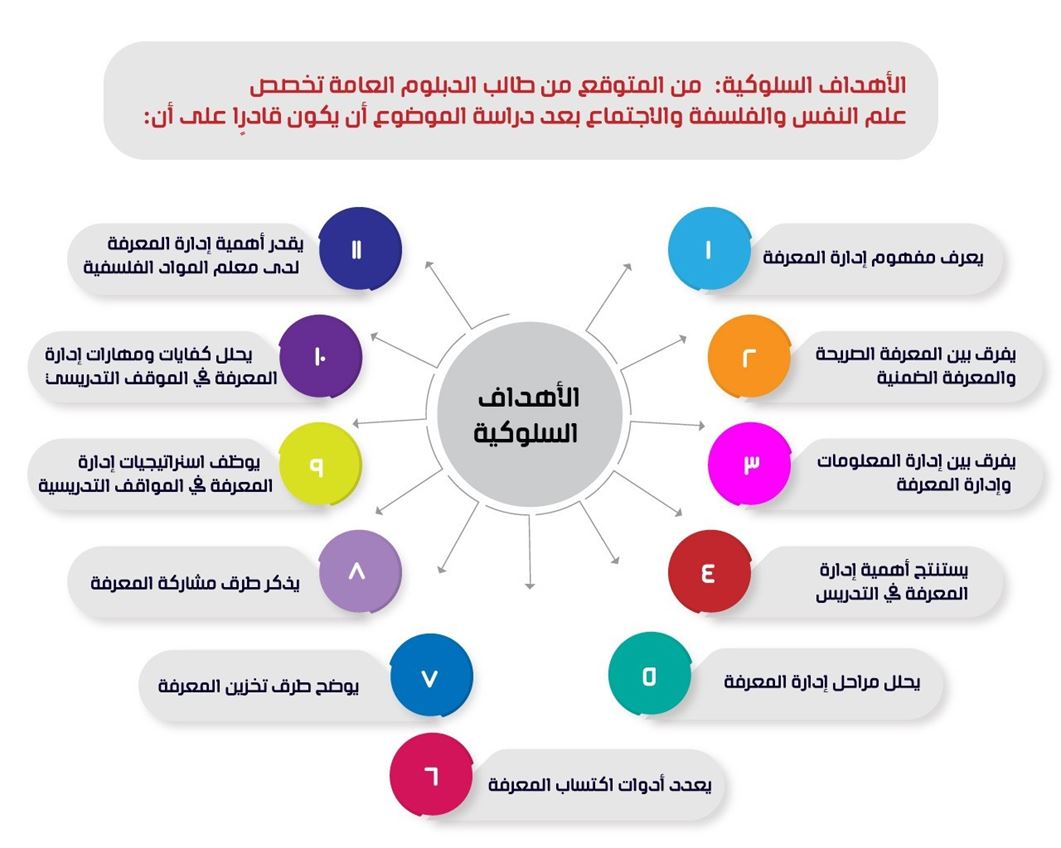 الأهداف السلوكية: من المتوقع من طالب الدبلوم العامة تخصص
علم النفس والفلسفة والاجتماع بعد دراسة الموضوع أن يكون قادرٍا على أن:
الأهداف
السلوكية
١
يعرف مفهوم إدارة المعرفة
٢
يفرق بين المعرفة الصريحة
والمعرفة الضمنية
٣
يفرق بين إدارة المعلومات
وإدارة المعرفة
٤
يستنتج أهمية إدارة
المعرفة في التدريس
٥
يحلل مراحل إدارة المعرفة
٦
يعدد أدوات اكتساب المعرفة
٧
يوضح طرق تخزين المعرفة
٨
يذكر طرق مشاركة المعرفة
٩
يوظف استراتيجيات إدارة
المعرفة في المواقف التدريسية
١٠
يحلل كفايات ومهارات إدارة
المعرفة في الموقف التدريسى
١١
يقدر أهمية إدارة المعرفة
لدى معلم المواد الفلسفية